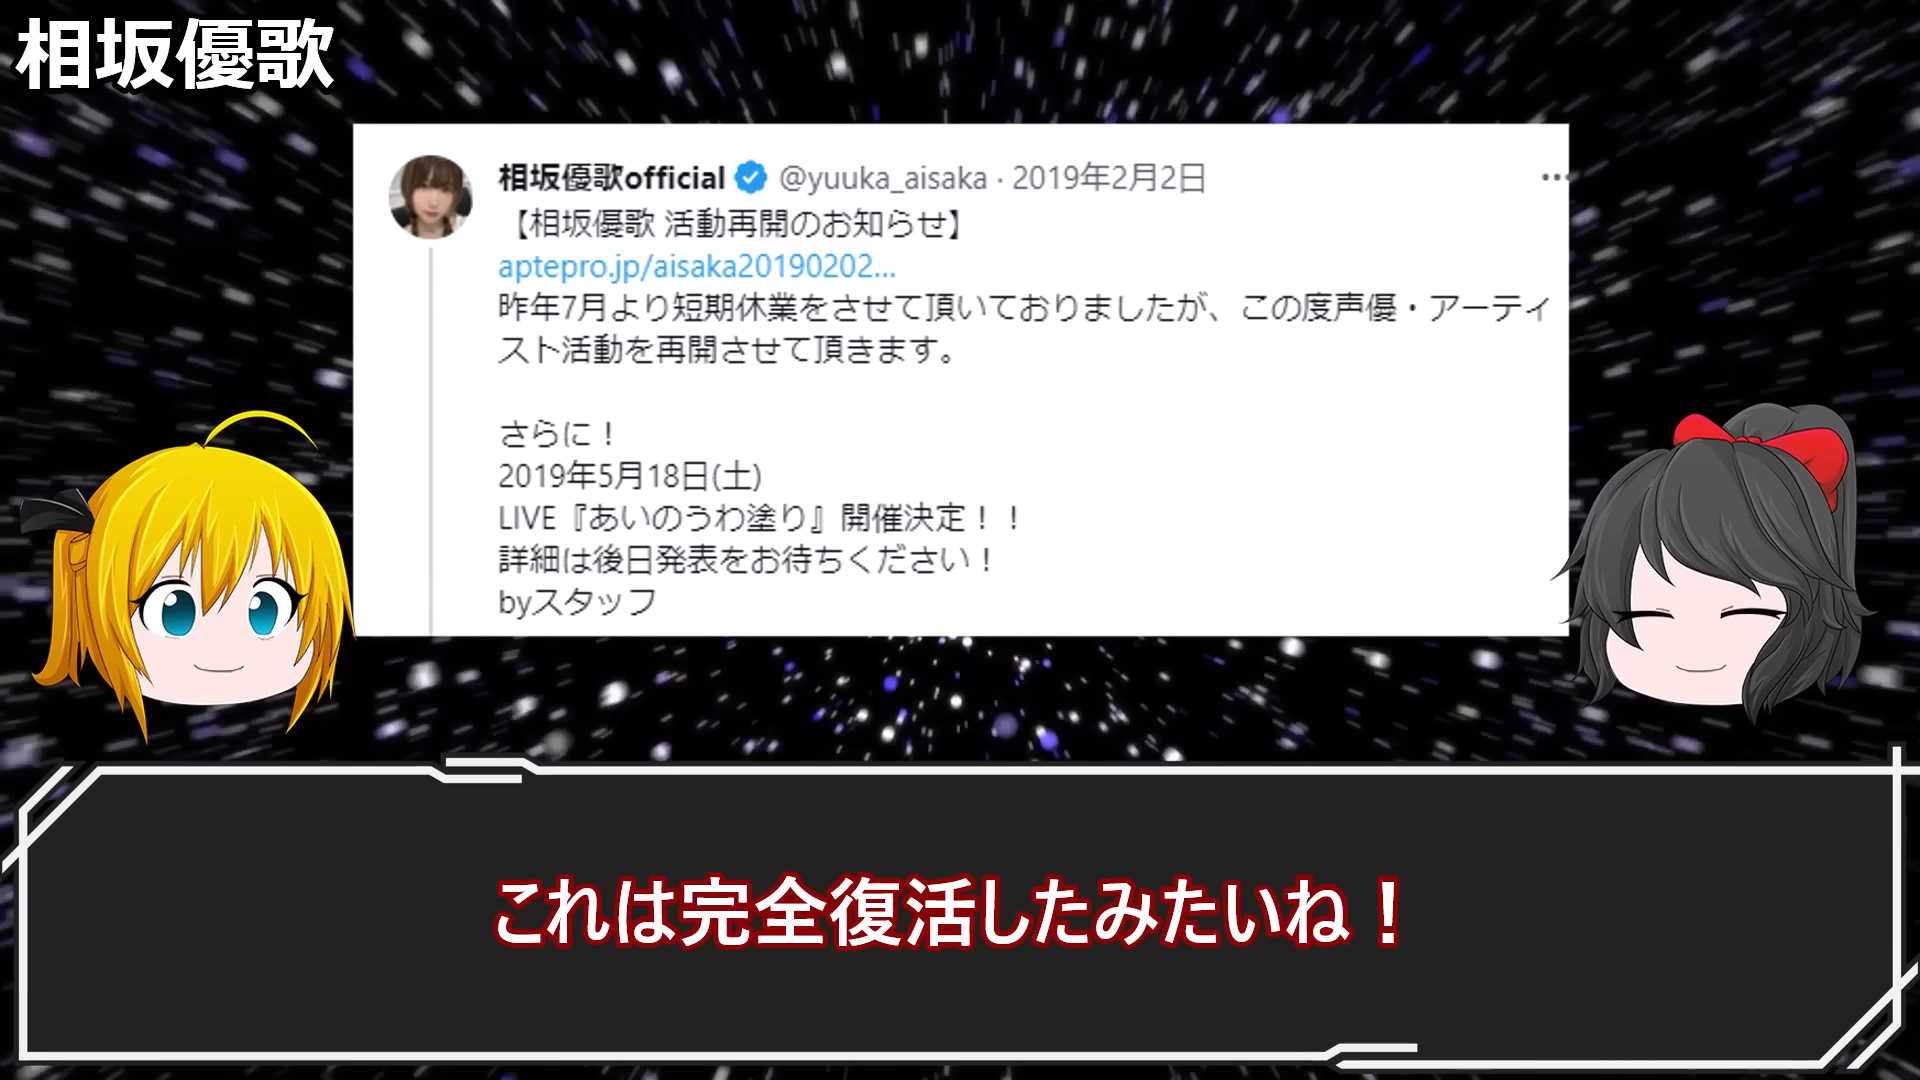 相坂優歌
相坂優歌official @yuuka_aisaka · 2019年2月2日
【相坂優歌 活動再開のお知らせ】
aptepro.jp/aisaka20190202…
昨年7月より短期休業をさせて頂いておりましたが、この度声優・アーティ
スト活動を再開させて頂きます。
さらに！
2019年5月18日(土)
LIVE『あいのうわ塗り』開催決定！！
詳細は後日発表をお待ちください！
byスタッフ
これは完全復活したみたいね！